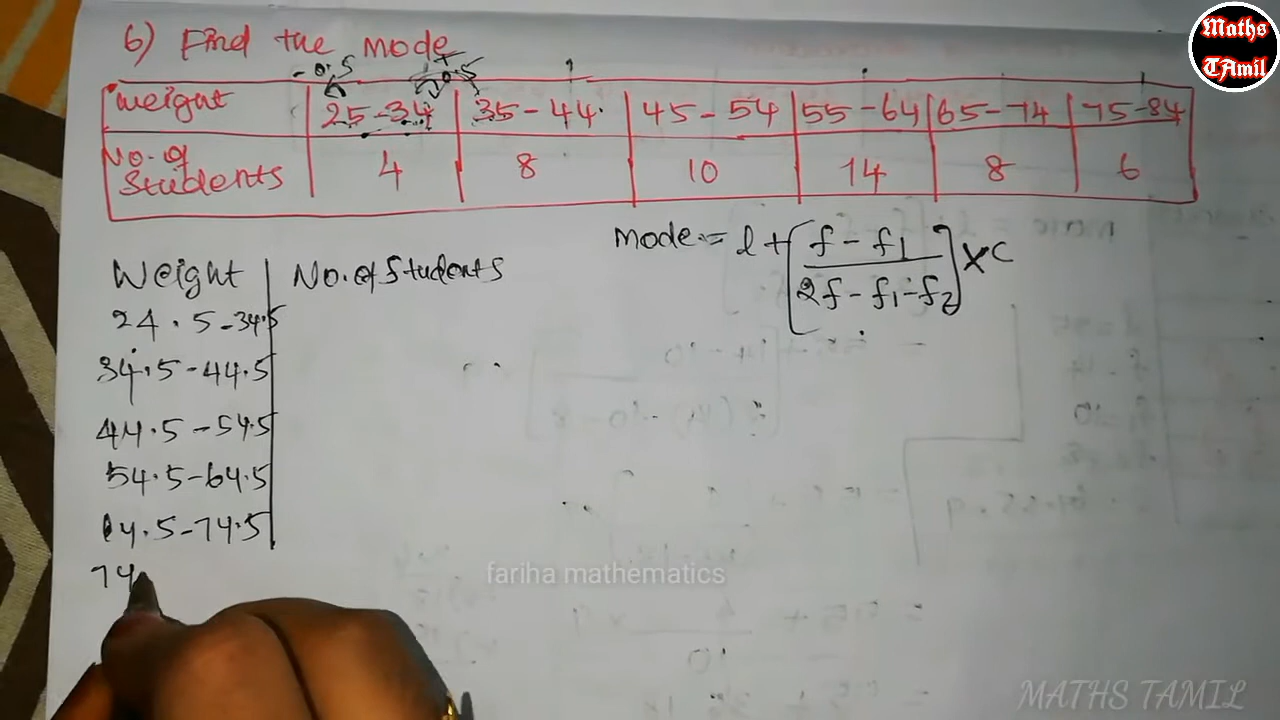 Maths
TAmil
6) Find the mode
- 0.5 + 0.5
Weight 25-34 35-44 45-54 55-64 65-74 75-84
No. of Students 4 8 10 14 8 6
Mode = l + [f - f1 / 2f - f1 - f2] × c
Weight No. of Students
24.5-34.5
34.5-44.5
44.5-54.5
54.5-64.5
64.5-74.5
74
fariha mathematics
MATHS TAMIL